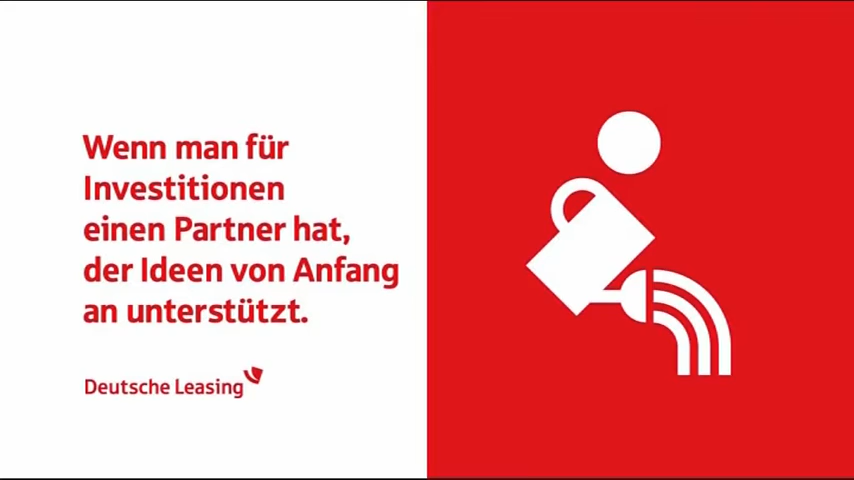 Wenn man für
Investitionen
einen Partner hat,
der Ideen von Anfang
an unterstützt.
Deutsche Leasing